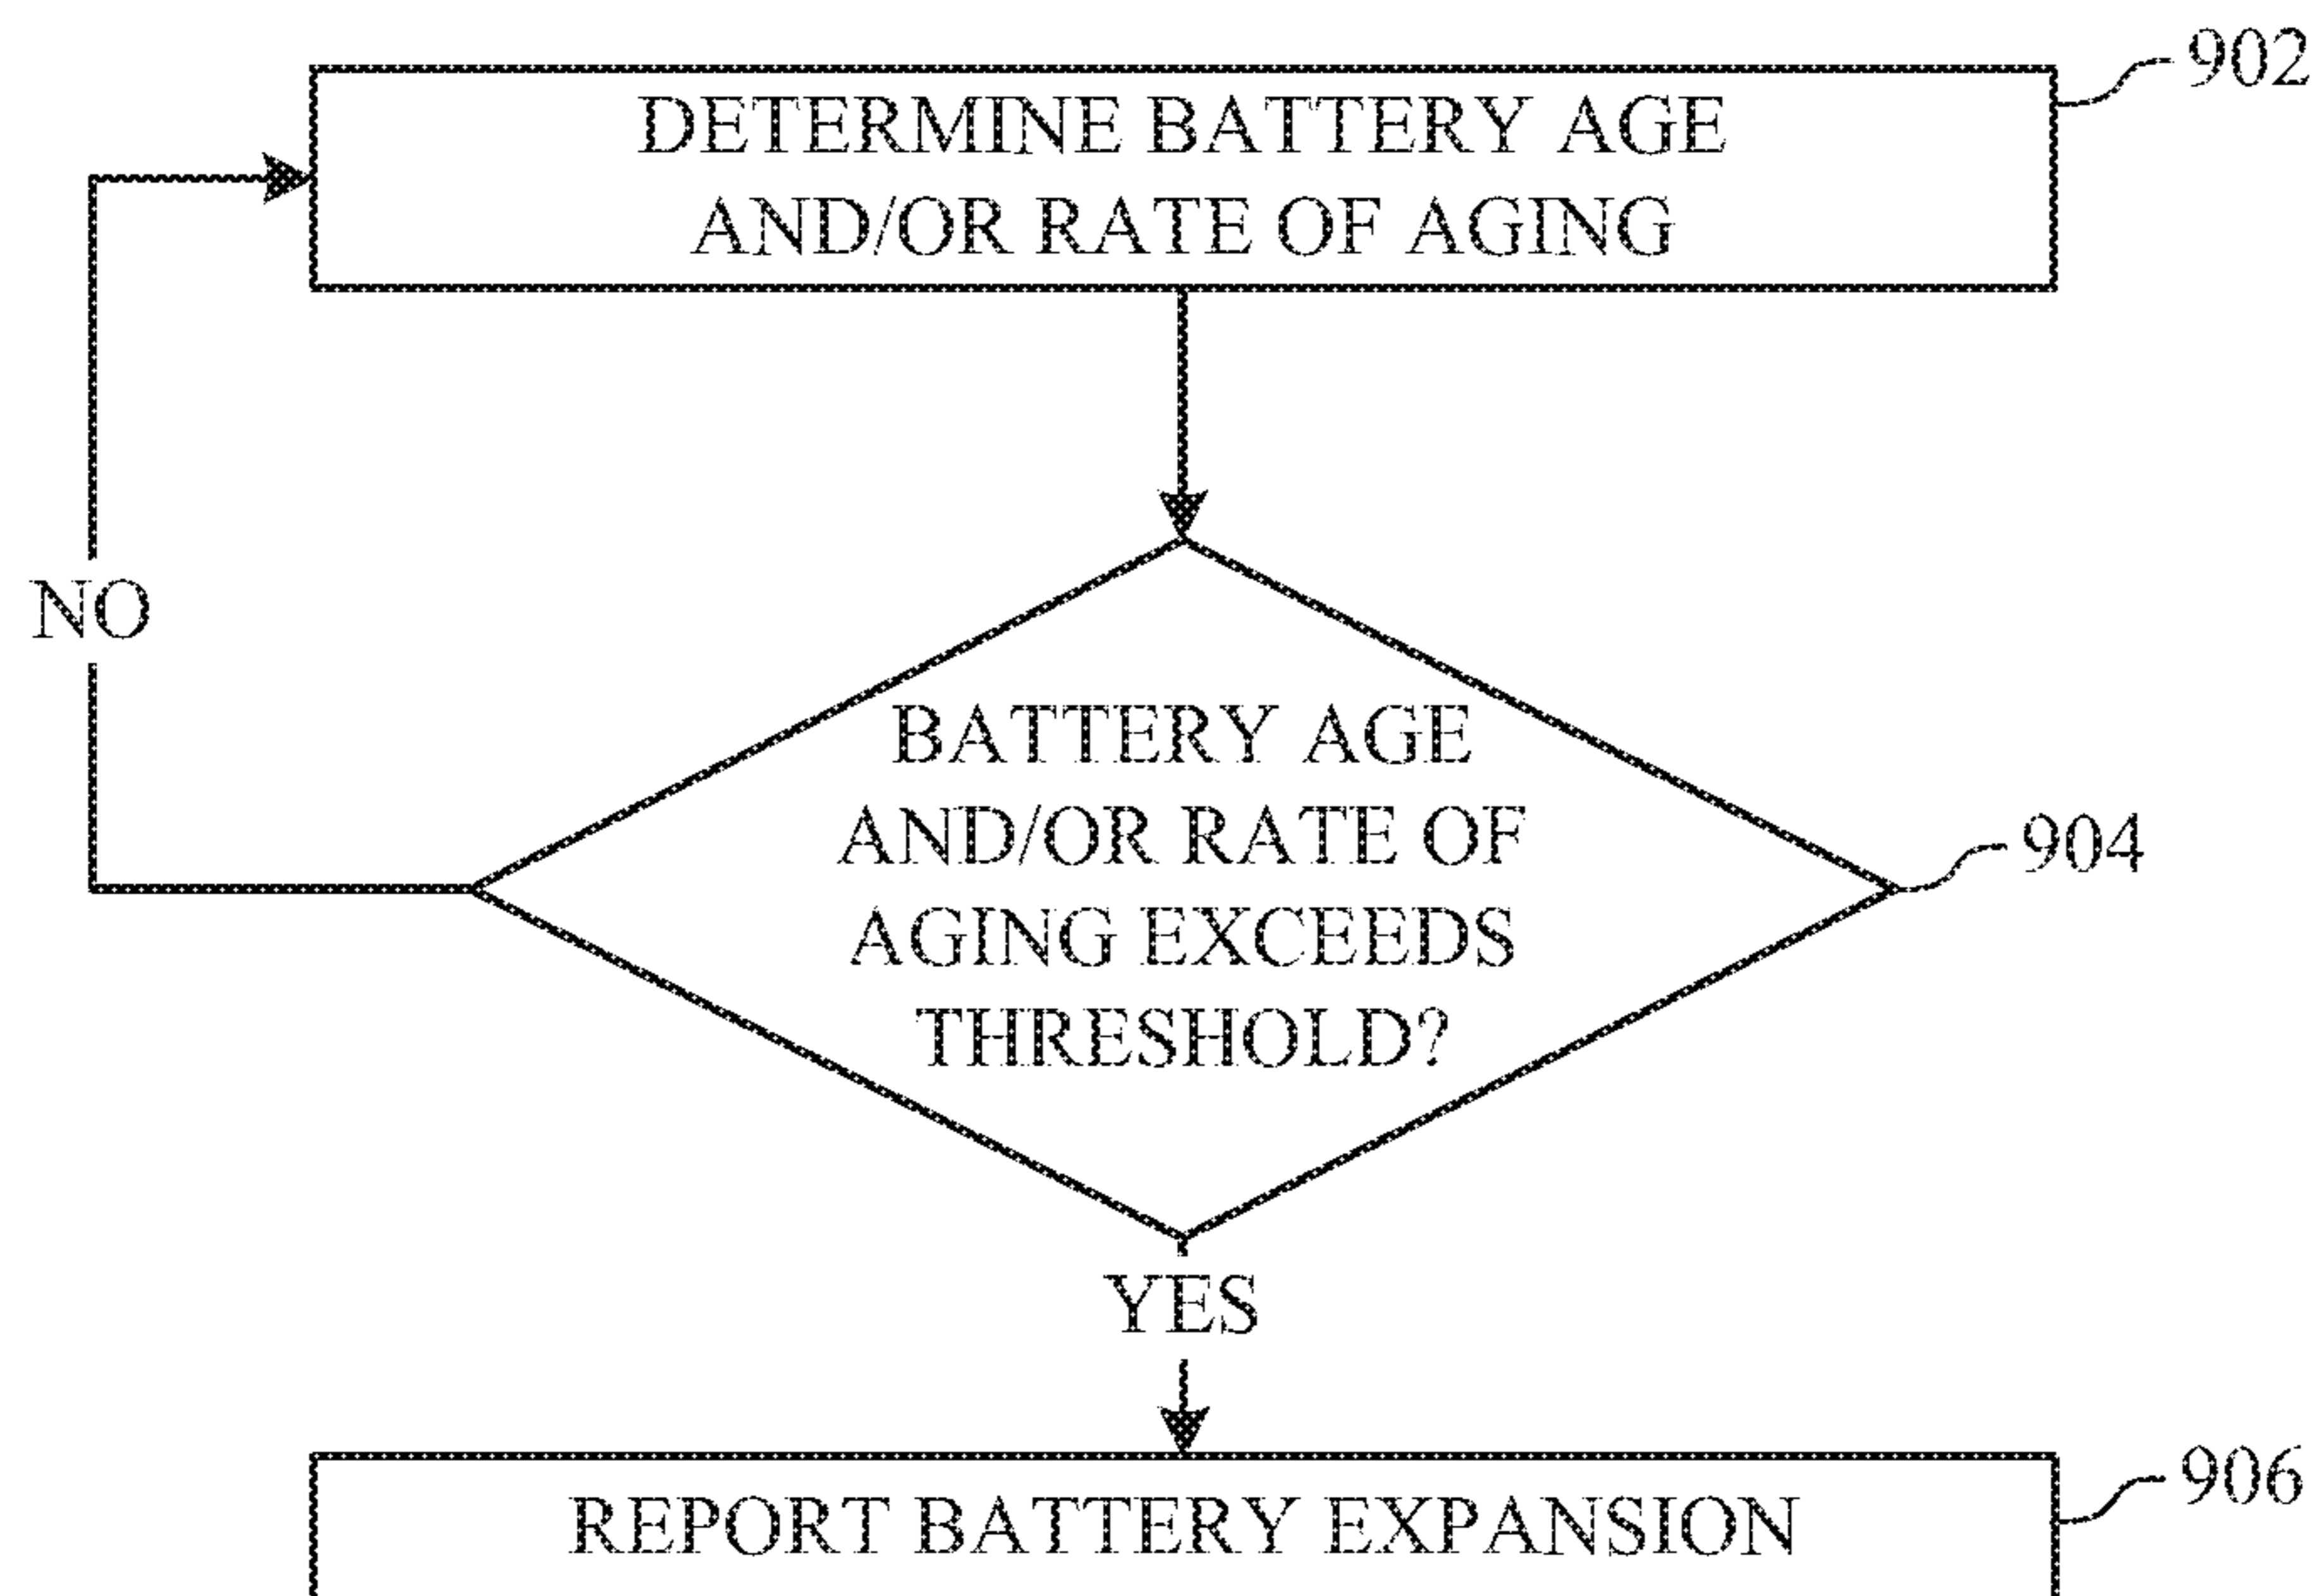 902
DETERMINE BATTERY AGE
AND/OR RATE OF AGING
NO
BATTERY AGE
AND/OR RATE OF
AGING EXCEEDS
THRESHOLD?
904
YES
906
REPORT BATTERY EXPANSION